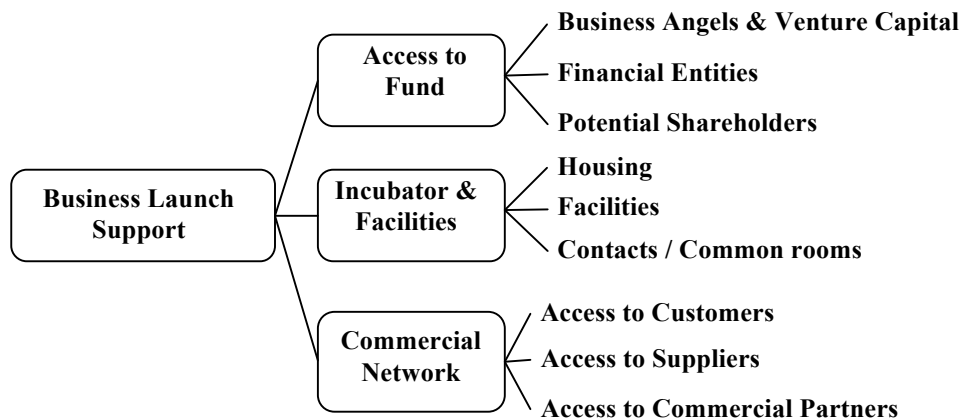 Business Launch
Support
Access to
Fund
Business Angels & Venture Capital
Financial Entities
Potential Shareholders
Incubator &
Facilities
Housing
Facilities
Contacts / Common rooms
Commercial
Network
Access to Customers
Access to Suppliers
Access to Commercial Partners